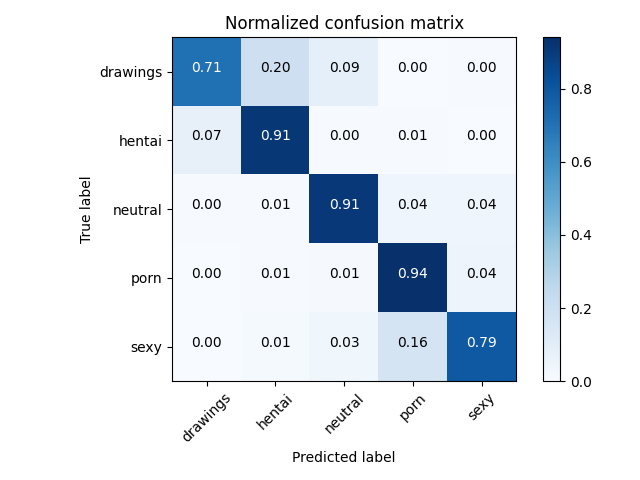 Normalized confusion matrix
True label
drawings 0.71 0.20 0.09 0.00 0.00
hentai 0.07 0.91 0.00 0.01 0.00
neutral 0.00 0.01 0.91 0.04 0.04
porn 0.00 0.01 0.01 0.94 0.04
sexy 0.00 0.01 0.03 0.16 0.79
drawings hentai neutral porn sexy
Predicted label
0.8
0.6
0.4
0.2
0.0